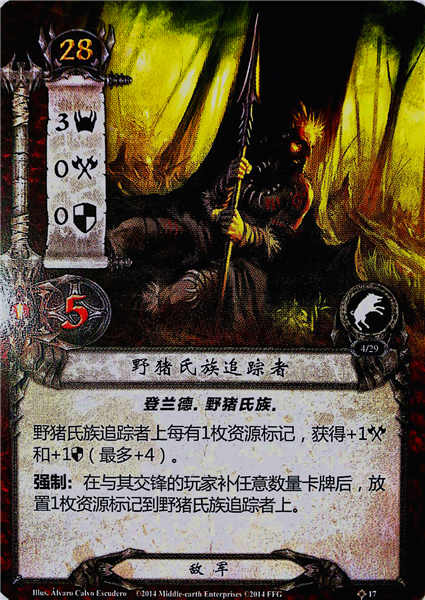 28
3
0
0
5
4/29
野猪氏族追踪者
登兰德. 野猪氏族.
野猪氏族追踪者上每有1枚资源标记，获得+1
和+1（最多+4）。
强制：在与其交锋的玩家补任意数量卡牌后，放
置1枚资源标记到野猪氏族追踪者上。
敌军
Illus. Álvaro Calvo Escudero ©2014 Middle-earth Enterprises ©2014 FFG 17